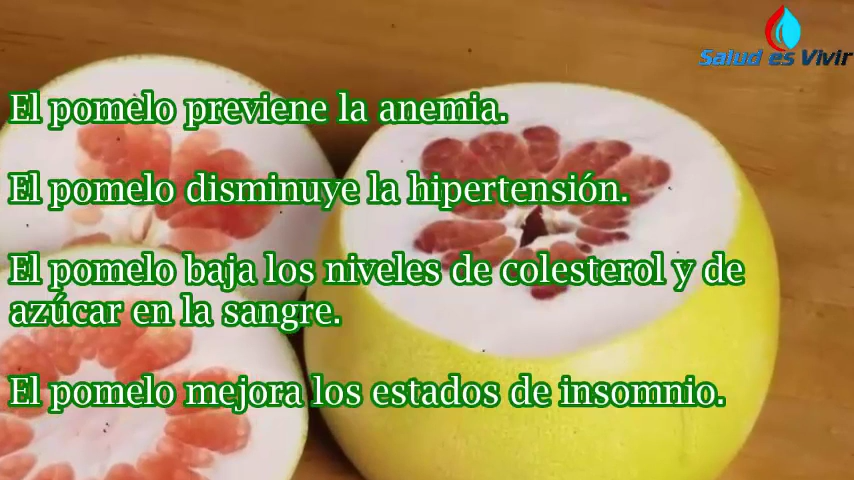 Salud es Vivir
El pomelo previene la anemia.
El pomelo disminuye la hipertensión.
El pomelo baja los niveles de colesterol y de
azúcar en la sangre.
El pomelo mejora los estados de insomnio.